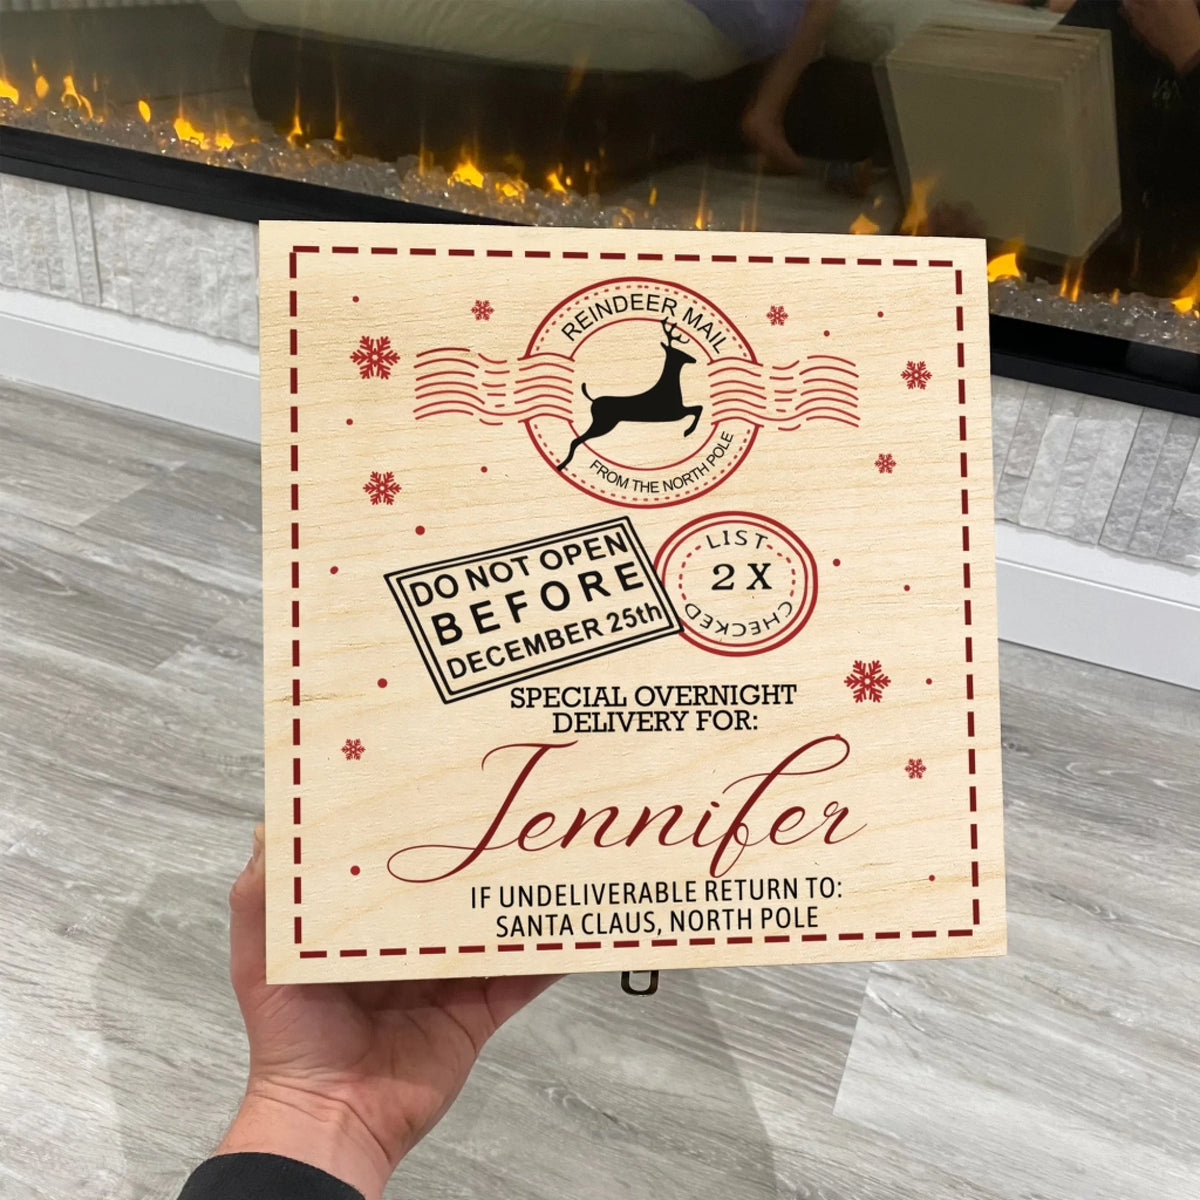 REINDEER MAIL
FROM THE NORTH POLE
DO NOT OPEN
BEFORE
DECEMBER 25th
LIST
2 X
CHECKED
SPECIAL OVERNIGHT
DELIVERY FOR:
Jennifer
IF UNDELIVERABLE RETURN TO:
SANTA CLAUS, NORTH POLE